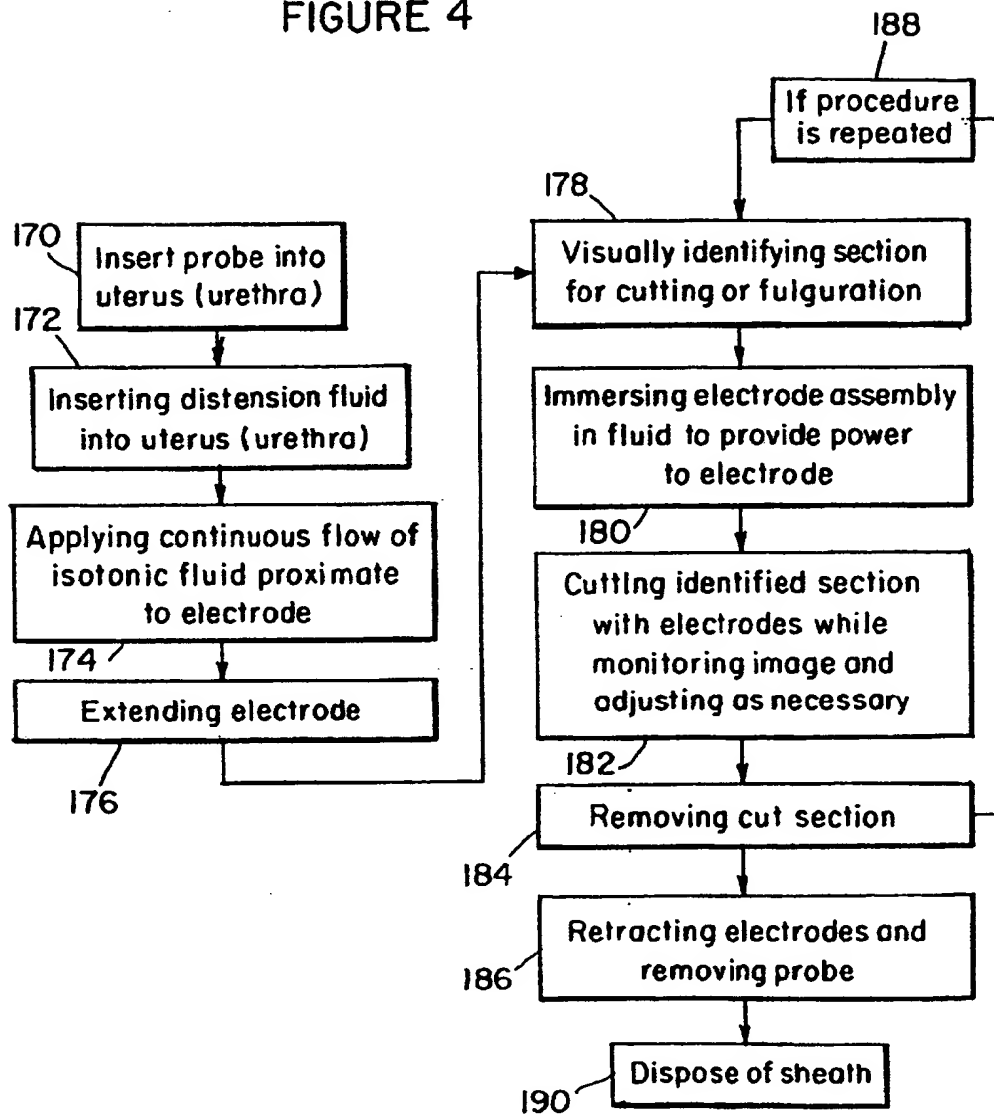 FIGURE 4
170
Insert probe into
uterus (urethra)
172
Inserting distension fluid
into uterus (urethra)
Applying continuous flow of
isotonic fluid proximate
to electrode
174
Extending electrode
176
188
If procedure
is repeated
178
Visually identifying section
for cutting or fulguration
Immersing electrode assembly
in fluid to provide power
to electrode
180
Cutting identified section
with electrodes while
monitoring image and
adjusting as necessary
182
Removing cut section
184
Retracting electrodes and
removing probe
186
Dispose of sheath
190